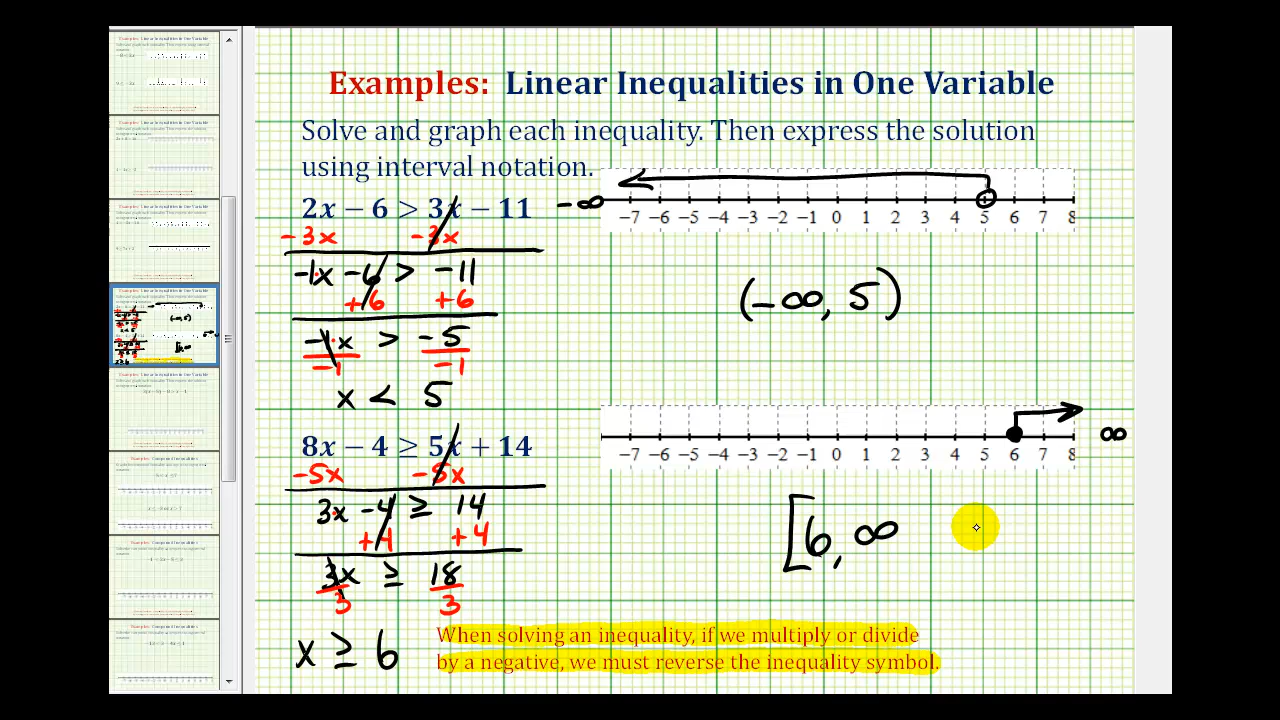 Examples: Linear Inequalities in One Variable
Solve and graph each inequality. Then express the solution
using interval notation.
2x − 6 > 3x − 11
−3x −3x
−1·x − 6 > −11
+6 +6
−1·x > −5
−1 −1
x < 5
−∞
−7 −6 −5 −4 −3 −2 −1 0 1 2 3 4 5 6 7 8
(−∞, 5)
8x − 4 ≥ 5x + 14
−5x −5x
3x − 4 ≥ 14
+4 +4
3x ≥ 18
3 3
x ≥ 6
−7 −6 −5 −4 −3 −2 −1 0 1 2 3 4 5 6 7 8
∞
[6, ∞
When solving an inequality, if we multiply or divide
by a negative, we must reverse the inequality symbol.